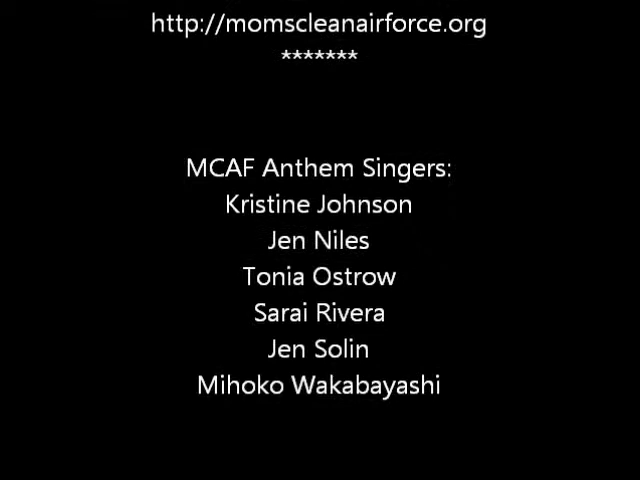 http://momscleanairforce.org
*******
MCAF Anthem Singers:
Kristine Johnson
Jen Niles
Tonia Ostrow
Sarai Rivera
Jen Solin
Mihoko Wakabayashi